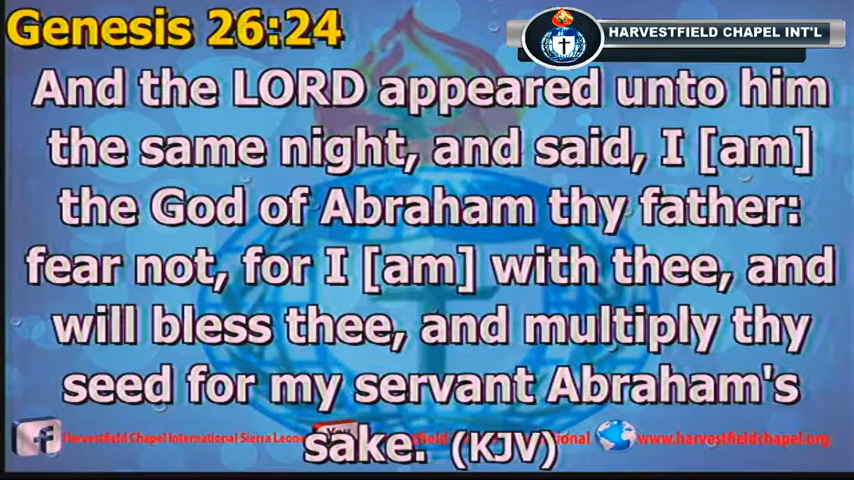 Genesis 26:24
HARVESTFIELD CHAPEL INT'L
And the LORD appeared unto him
the same night, and said, I [am]
the God of Abraham thy father:
fear not, for I [am] with thee, and
will bless thee, and multiply thy
seed for my servant Abraham's
sake. (KJV)
Harvestfield Chapel International Sierra Leone
You
www.harvestfieldchapel.org